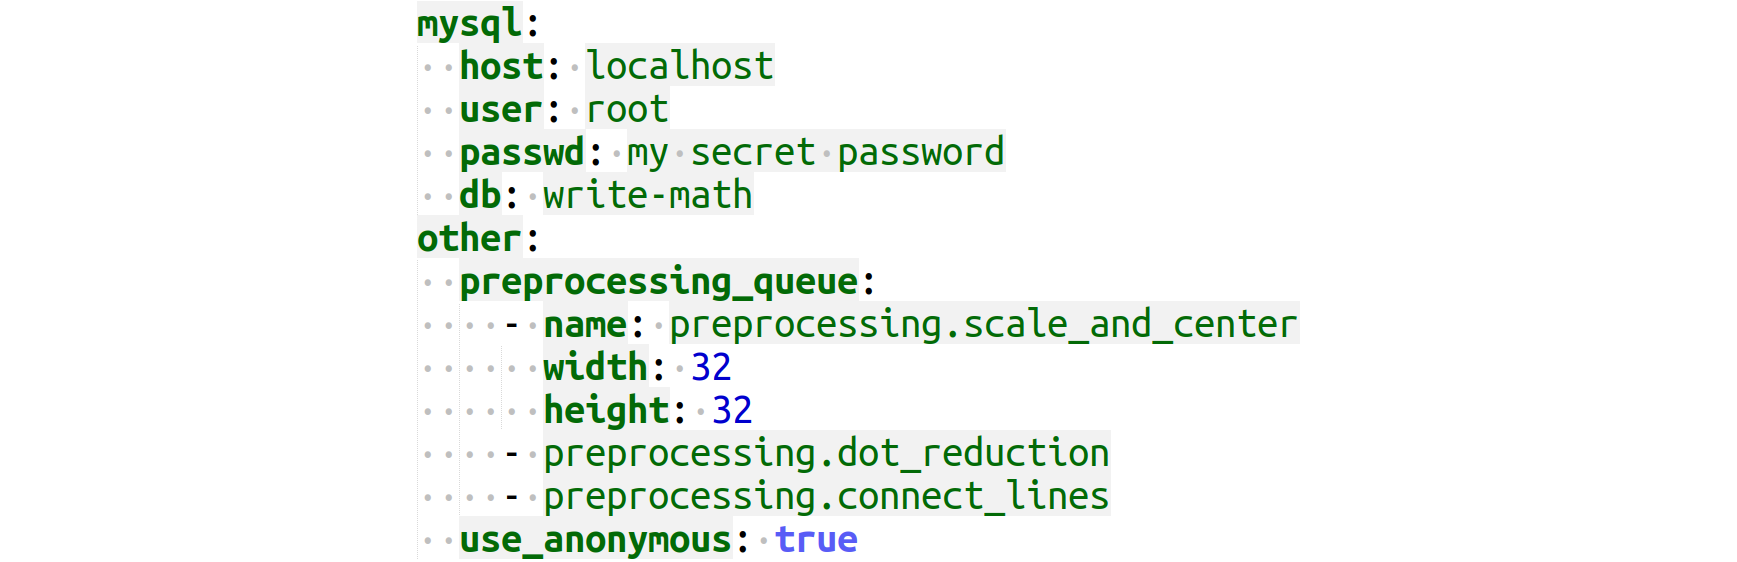 mysql:
  host: localhost
  user: root
  passwd: my secret password
  db: write-math
other:
  preprocessing_queue:
    - name: preprocessing.scale_and_center
      width: 32
      height: 32
    - preprocessing.dot_reduction
    - preprocessing.connect_lines
  use_anonymous: true